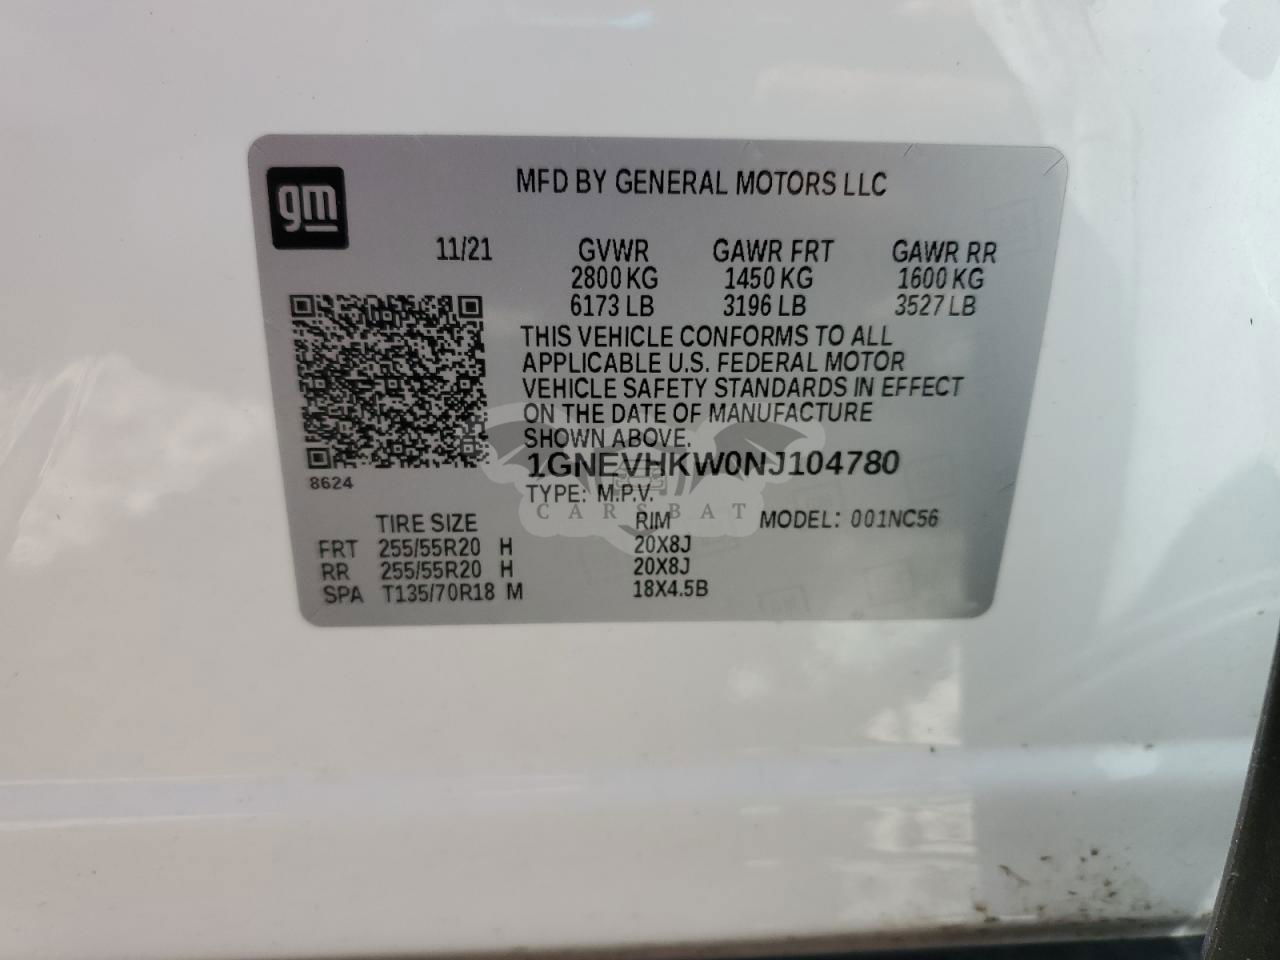 gm
MFD BY GENERAL MOTORS LLC
11/21 GVWR GAWR FRT GAWR RR
2800 KG 1450 KG 1600 KG
6173 LB 3196 LB 3527 LB
THIS VEHICLE CONFORMS TO ALL
APPLICABLE U.S. FEDERAL MOTOR
VEHICLE SAFETY STANDARDS IN EFFECT
ON THE DATE OF MANUFACTURE
SHOWN ABOVE.
1GNEVHKW0NJ104780
8624
TYPE: M.P.V.
CARSBAT
TIRE SIZE RIM MODEL: 001NC56
FRT 255/55R20 H 20X8J
RR 255/55R20 H 20X8J
SPA T135/70R18 M 18X4.5B